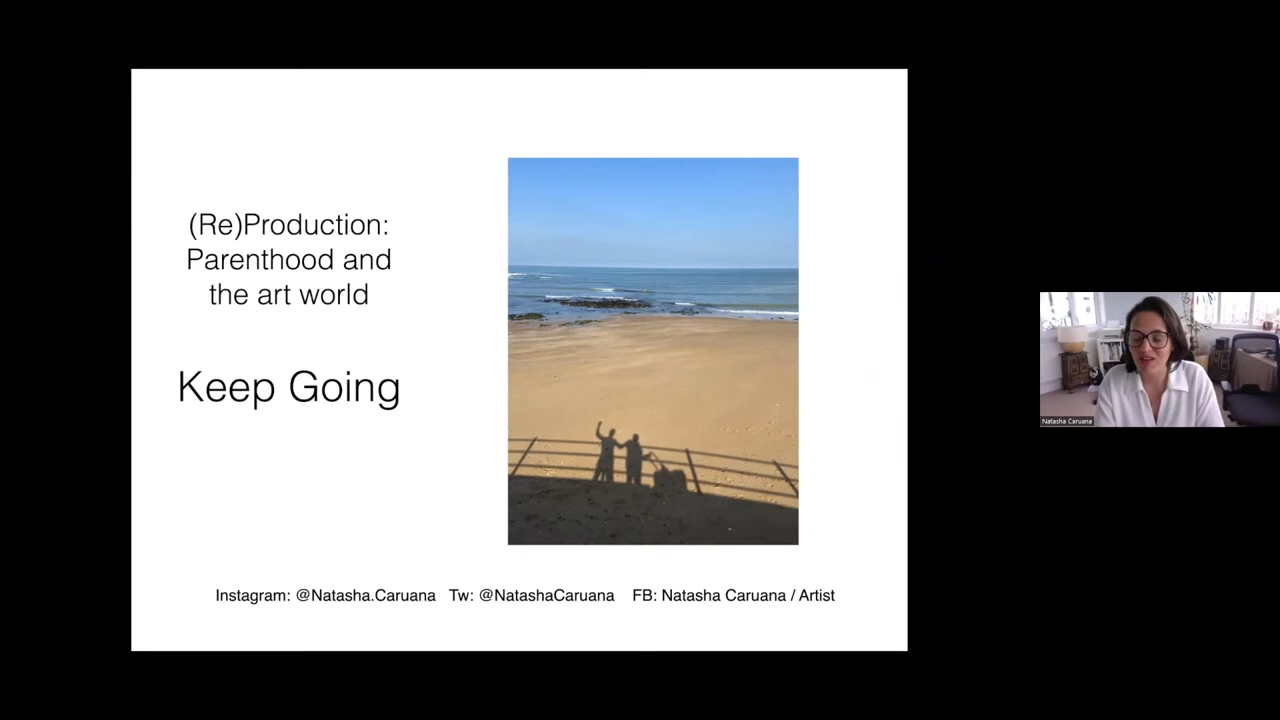 (Re)Production:
Parenthood and
the art world
Keep Going
Instagram: @Natasha.Caruana Tw: @NatashaCaruana FB: Natasha Caruana / Artist
Natasha Caruana